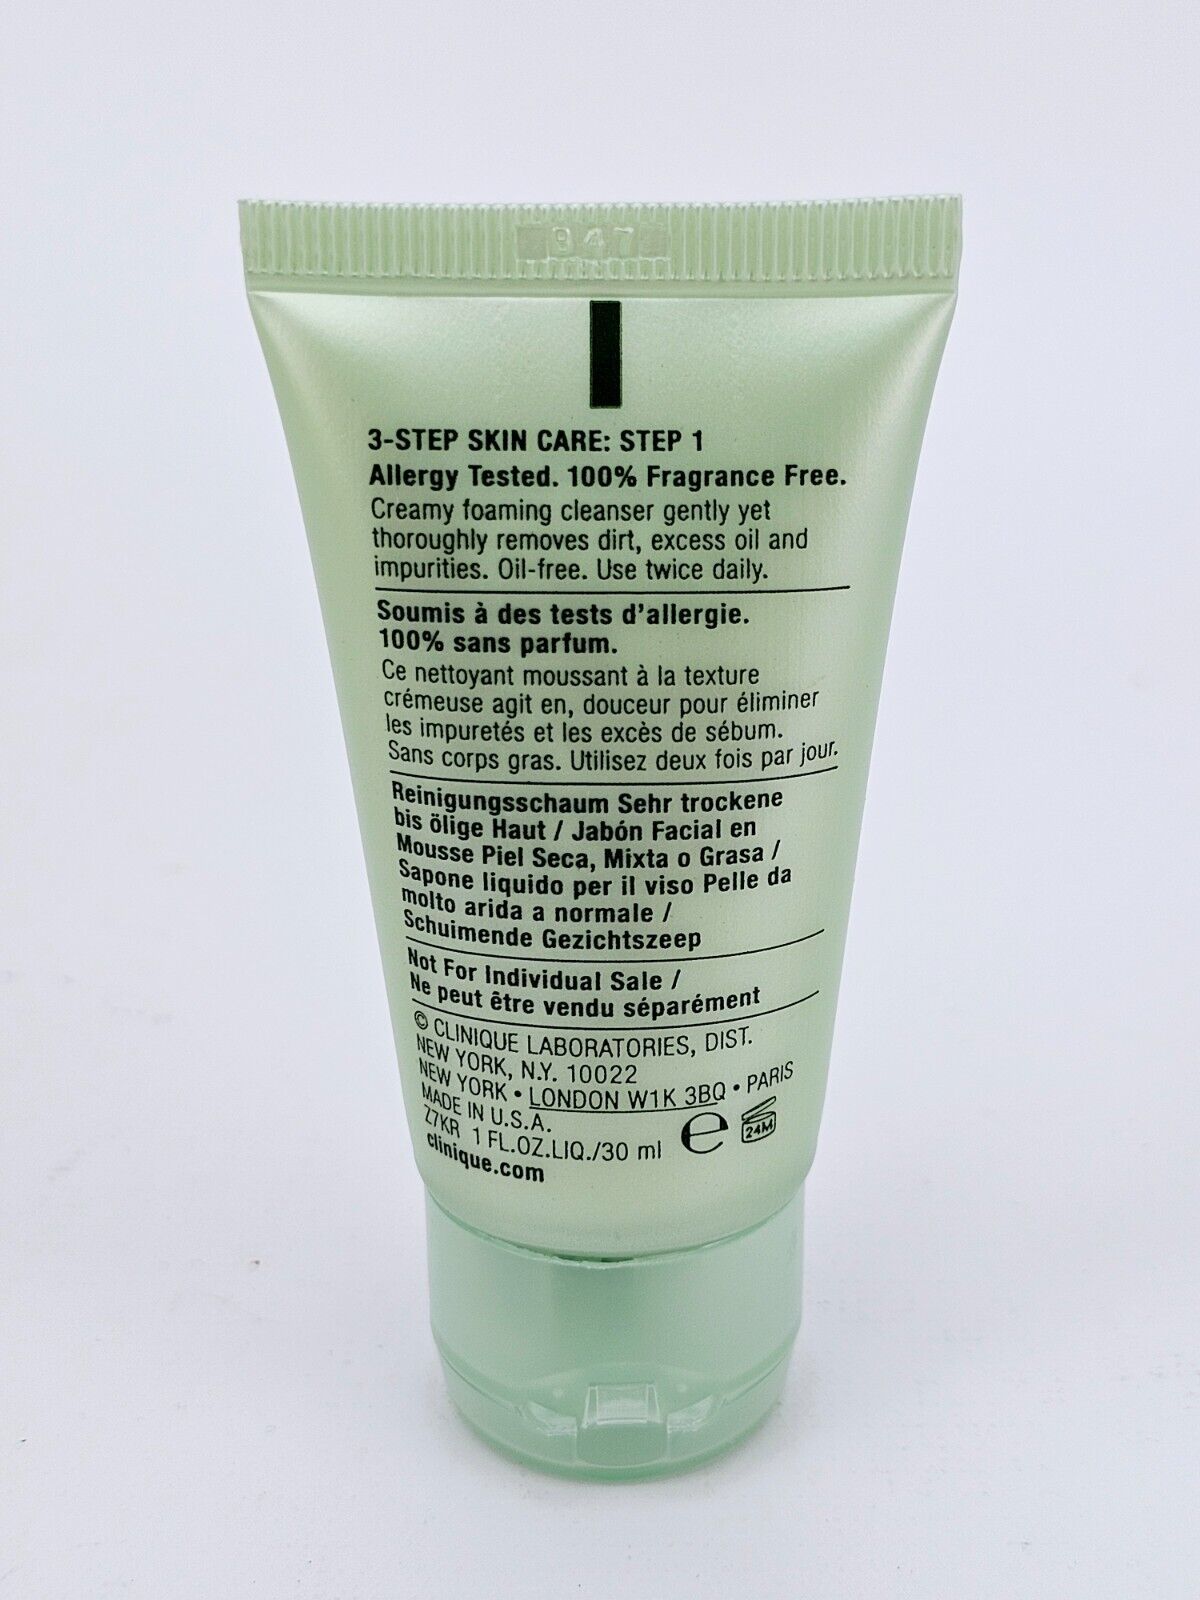 947
3-STEP SKIN CARE: STEP 1
Allergy Tested. 100% Fragrance Free.
Creamy foaming cleanser gently yet
thoroughly removes dirt, excess oil and
impurities. Oil-free. Use twice daily.
Soumis à des tests d'allergie.
100% sans parfum.
Ce nettoyant moussant à la texture
crémeuse agit en, douceur pour éliminer
les impuretés et les excès de sébum.
Sans corps gras. Utilisez deux fois par jour.
Reinigungsschaum Sehr trockene
bis ölige Haut / Jabón Facial en
Mousse Piel Seca, Mixta o Grasa /
Sapone liquido per il viso Pelle da
molto arida a normale /
Schuimende Gezichtszeep
Not For Individual Sale /
Ne peut être vendu séparément
© CLINIQUE LABORATORIES, DIST.
NEW YORK, N.Y. 10022
NEW YORK • LONDON W1K 3BQ • PARIS
MADE IN U.S.A.
Z7KR 1 FL.OZ.LIQ./30 ml e 24M
clinique.com